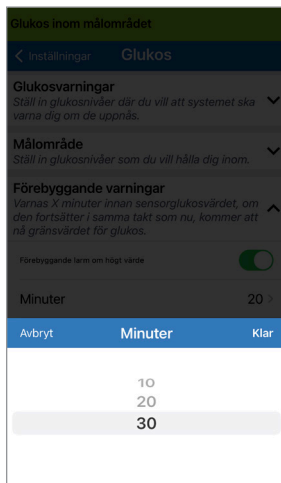 Glukos inom målområdet
Inställningar Glukos
Glukosvarningar
Ställ in glukosnivåer där du vill att systemet ska
varna dig om de uppnås.
Målområde
Ställ in glukosnivåer som du vill hålla dig inom.
Förebyggande varningar
Varnas X minuter innan sensorglukosvärdet, om
den fortsätter i samma takt som nu, kommer att
nå gränsvärdet för glukos.
Förebyggande larm om högt värde
Minuter 20
Avbryt Minuter Klar
10
20
30